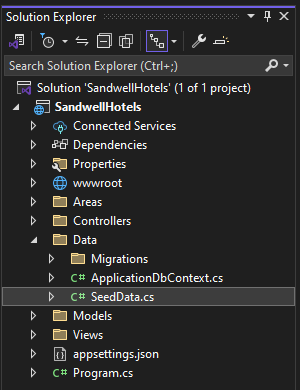 Solution Explorer
Search Solution Explorer (Ctrl+;)
Solution 'SandwellHotels' (1 of 1 project)
SandwellHotels
Connected Services
Dependencies
Properties
wwwroot
Areas
Controllers
Data
Migrations
C# ApplicationDbContext.cs
C# SeedData.cs
Models
Views
appsettings.json
C# Program.cs